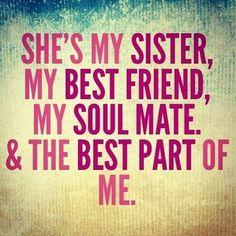 SHE'S MY SISTER,
MY BEST FRIEND,
MY SOUL MATE.
& THE BEST PART OF
ME.